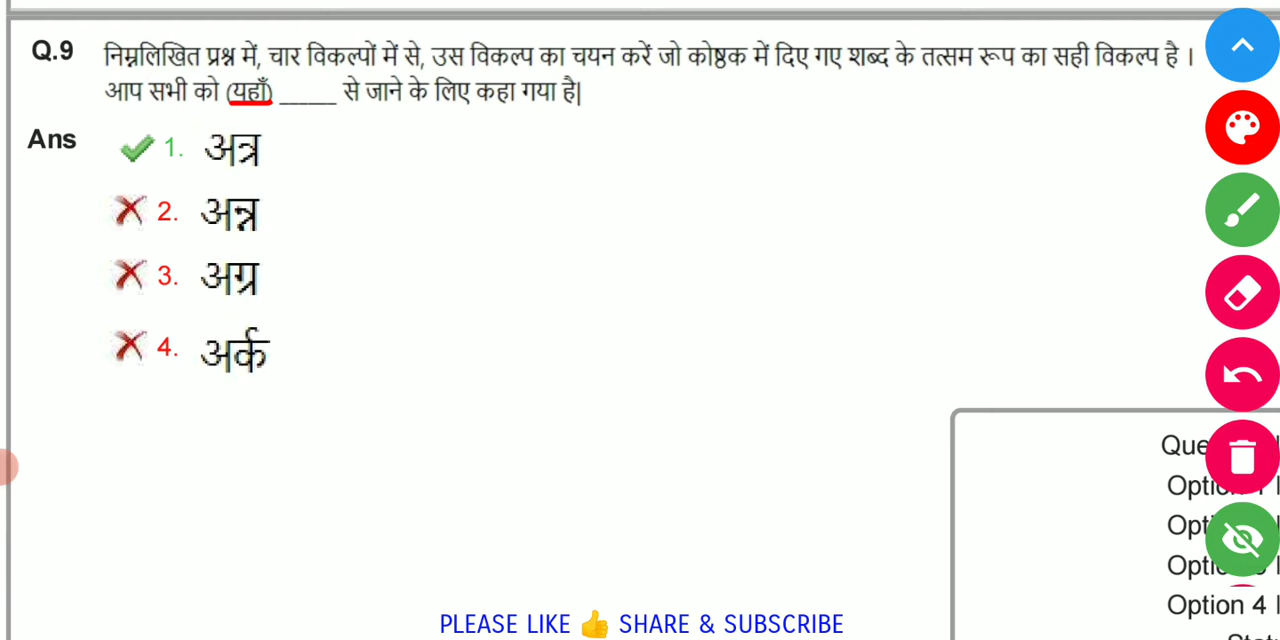 Q.9 निम्नलिखित प्रश्न में, चार विकल्पों में से, उस विकल्प का चयन करें जो कोष्ठक में दिए गए शब्द के तत्सम रूप का सही विकल्प है ।
आप सभी को (यहाँ) ______ से जाने के लिए कहा गया है|
Ans 1. अत्र
2. अन्न
3. अग्र
4. अर्क
Option 4
PLEASE LIKE 👍 SHARE & SUBSCRIBE